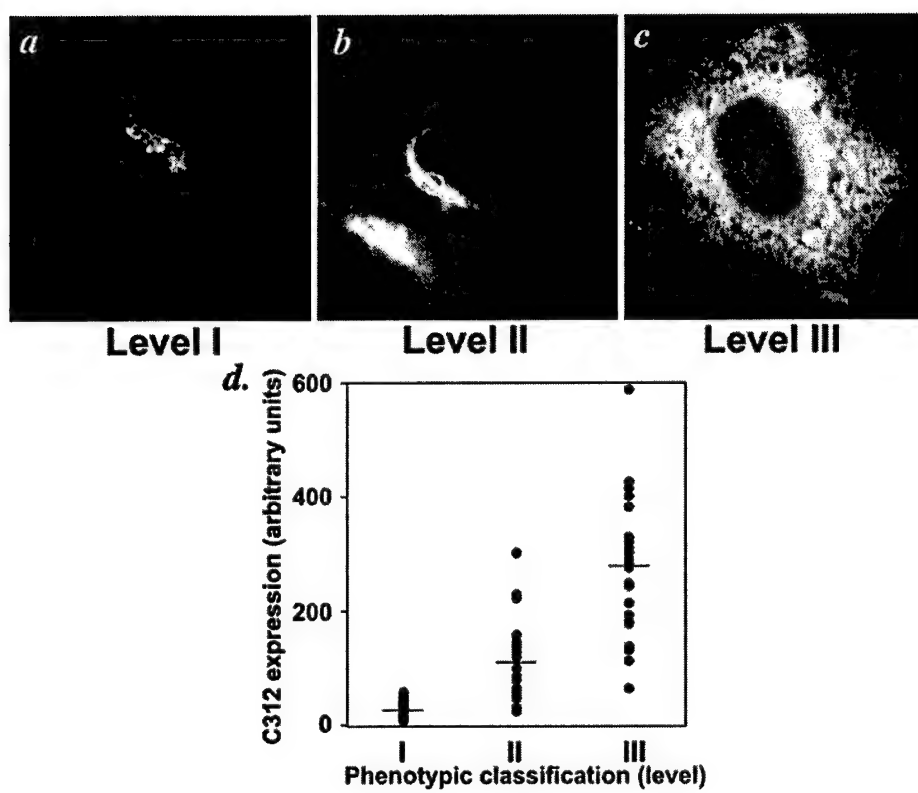 a b c
Level I Level II Level III
d.
600
400
200
0
C312 expression (arbitrary units)
I II III
Phenotypic classification (level)